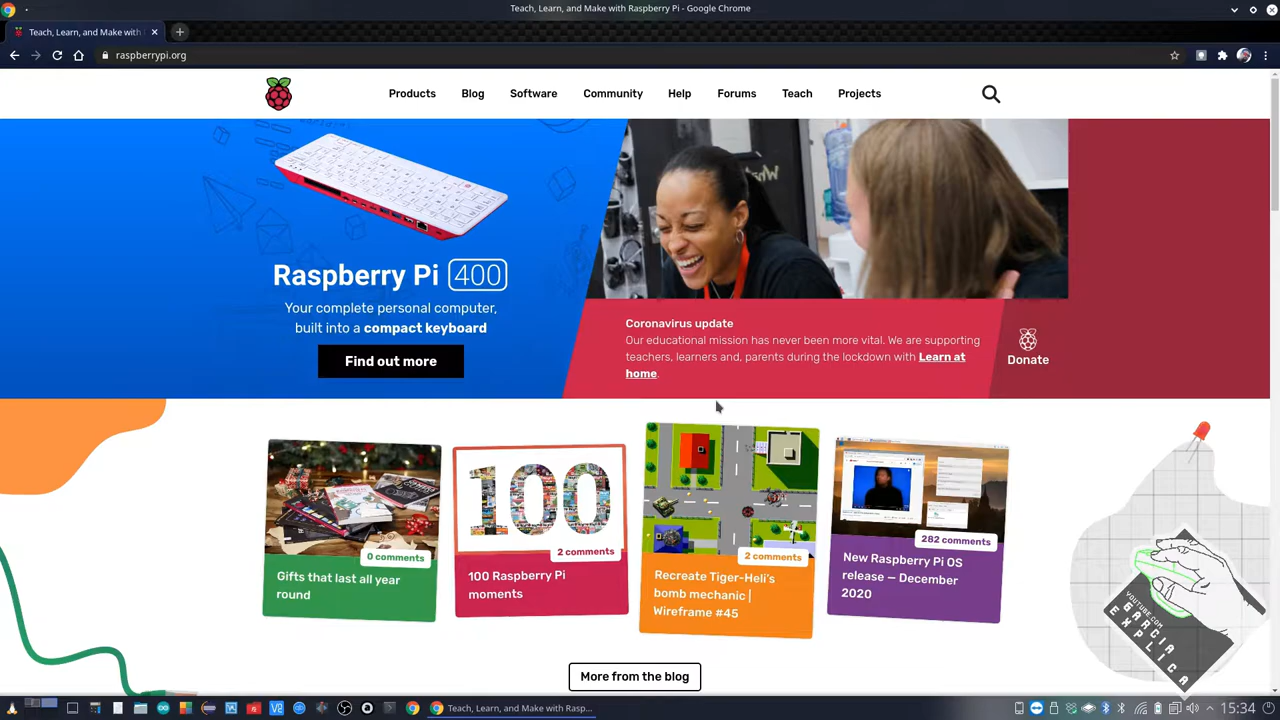 Teach, Learn, and Make with Raspberry Pi - Google Chrome
Teach, Learn, and Make with
raspberrypi.org
Products Blog Software Community Help Forums Teach Projects
Raspberry Pi 400
Your complete personal computer,
built into a compact keyboard
Find out more
Coronavirus update
Our educational mission has never been more vital. We are supporting
teachers, learners and, parents during the lockdown with Learn at
home.
Donate
0 comments
Gifts that last all year
round
100
2 comments
100 Raspberry Pi
moments
2 comments
Recreate Tiger-Heli's
bomb mechanic |
Wireframe #45
282 comments
New Raspberry Pi OS
release — December
2020
More from the blog
YOUTUBE.COM
GARCIA
EXPLICA
Teach, Learn, and Make with Rasp...
15:34